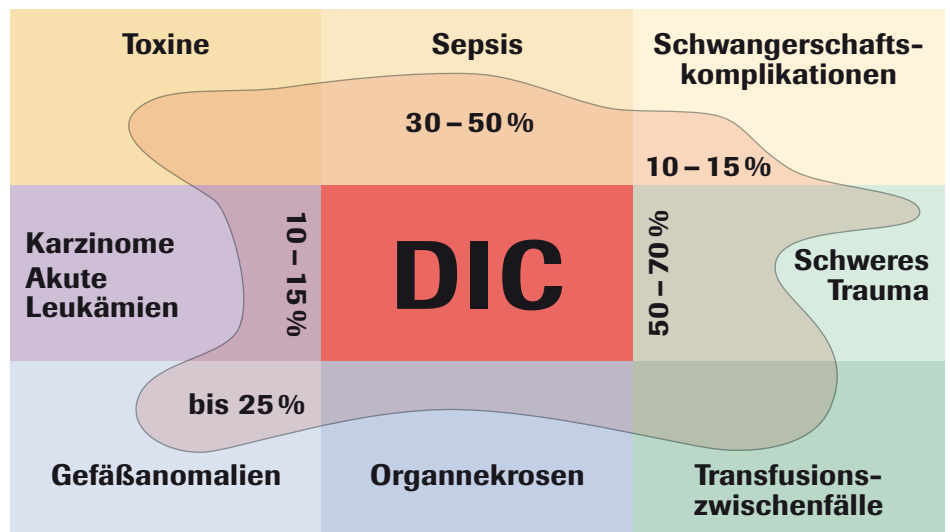 Toxine
Sepsis
Schwangerschafts-
komplikationen
30 – 50 %
10 – 15 %
Karzinome
Akute
Leukämien
10 – 15 %
DIC
50 – 70 %
Schweres
Trauma
bis 25 %
Gefäßanomalien
Organnekrosen
Transfusions-
zwischenfälle